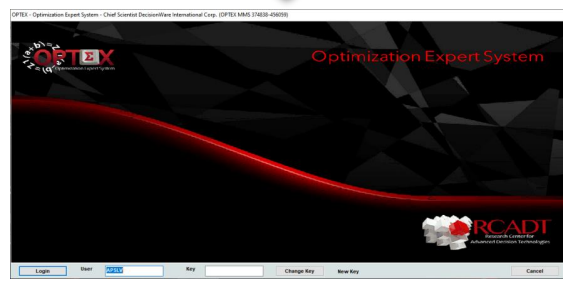 OPTEX - Optimization Expert System - Chief Scientist DecisionWare International Corp. (OPTEX MMS 374838-456059)
OPTEX
Optimization Expert System
Optimization Expert System
RCADT
Research Center for
Advanced Decision Technologies
Login User APSLV Key Change Key New Key Cancel